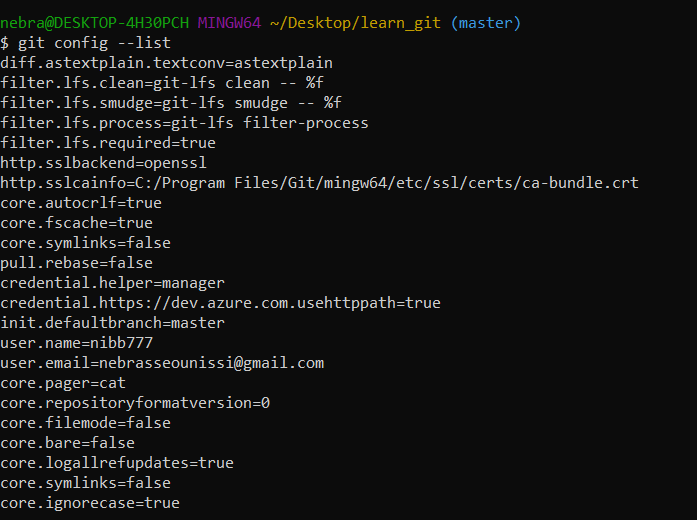 nebra@DESKTOP-4H30PCH MINGW64 ~/Desktop/learn_git (master)
$ git config --list
diff.astextplain.textconv=astextplain
filter.lfs.clean=git-lfs clean -- %f
filter.lfs.smudge=git-lfs smudge -- %f
filter.lfs.process=git-lfs filter-process
filter.lfs.required=true
http.sslbackend=openssl
http.sslcainfo=C:/Program Files/Git/mingw64/etc/ssl/certs/ca-bundle.crt
core.autocrlf=true
core.fscache=true
core.symlinks=false
pull.rebase=false
credential.helper=manager
credential.https://dev.azure.com.usehttppath=true
init.defaultbranch=master
user.name=nibb777
user.email=nebrasseounissi@gmail.com
core.pager=cat
core.repositoryformatversion=0
core.filemode=false
core.bare=false
core.logallrefupdates=true
core.symlinks=false
core.ignorecase=true